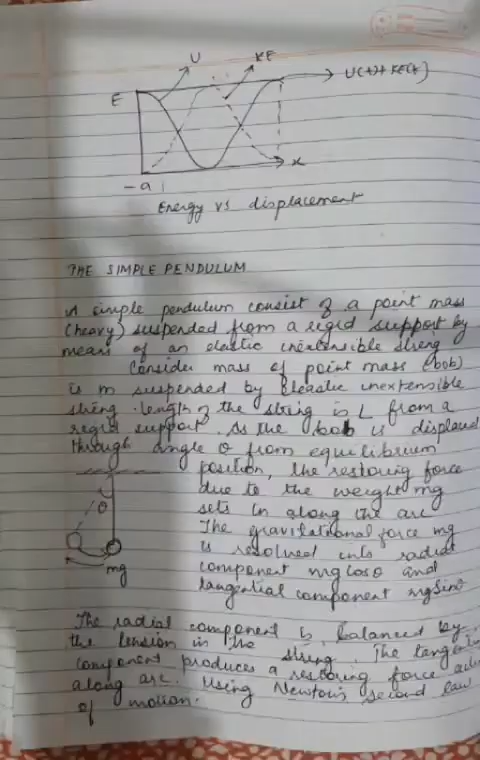 U KE
U(t)+KE(t)
E
x
-a
Energy vs displacement
THE SIMPLE PENDULUM
A simple pendulum consist of a point mass
(heavy) suspended from a rigid support by
means of an elastic inextensible string
Consider mass of point mass (bob)
is m suspended by Elastic inextensible
string. length of the string is L from a
rigid support. As the bob is displaced
through angle θ from equilibrium
position, the restoring force
due to the weight mg
sets in along the arc
The gravitational force mg
is resolved into radial
component mg cosθ and
tangential component mg Sinθ
θ
mg
The radial component is balanced by
the tension in the string. The
component produces a restoring force
along arc. Using Newton's second law
of motion.